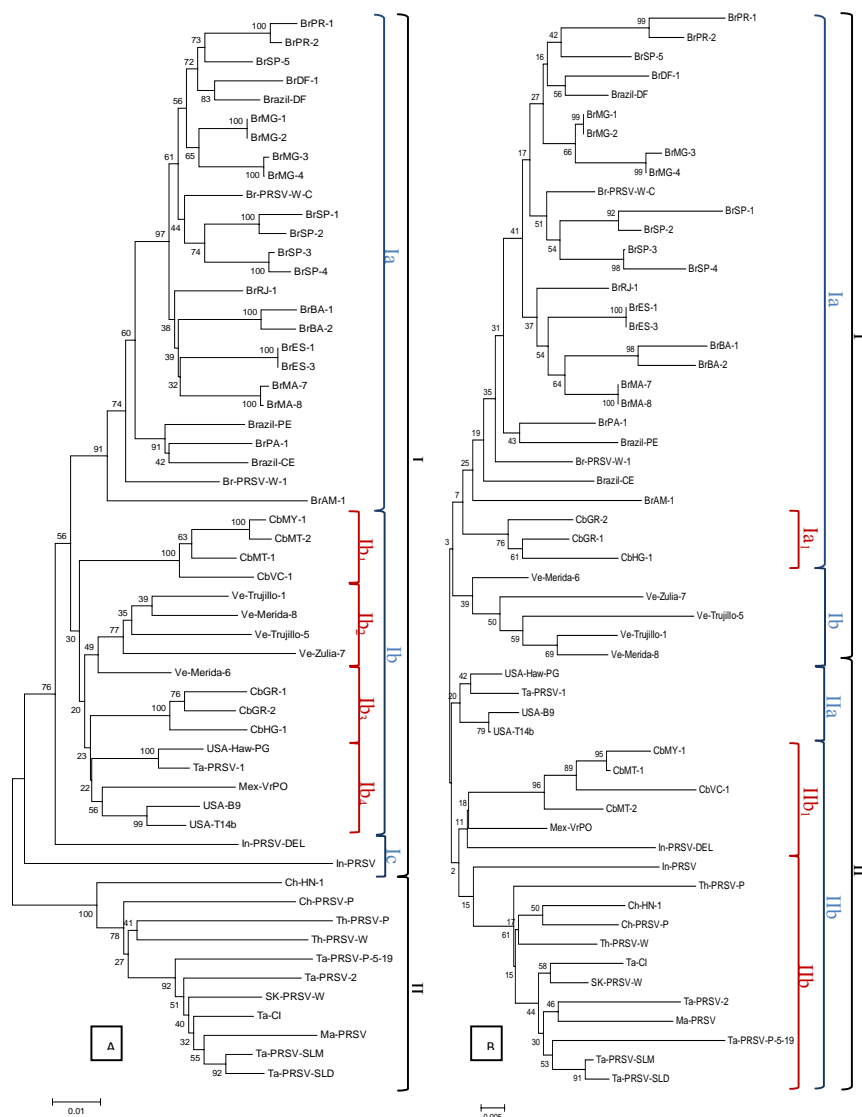 BrPR-1
100
BrPR-2
73
BrSP-5
72
BrDF-1
83
Brazil-DF
56
BrMG-1
100
BrMG-2
65
BrMG-3
100
BrMG-4
61
Br-PRSV-W-C
44
BrSP-1
100
BrSP-2
74
BrSP-3
100
BrSP-4
97
BrRJ-1
38
BrBA-1
100
BrBA-2
39
BrES-1
100
BrES-3
32
BrMA-7
100
BrMA-8
60
Brazil-PE
91
BrPA-1
42
Brazil-CE
74
Br-PRSV-W-1
91
BrAM-1
56
CbMY-1
100
CbMT-2
63
CbMT-1
100
CbVC-1
30
Ve-Trujillo-1
39
Ve-Merida-8
35
Ve-Trujillo-5
77
Ve-Zulia-7
49
Ve-Merida-6
20
CbGR-1
76
CbGR-2
100
CbHG-1
23
USA-Haw-PG
100
Ta-PRSV-1
22
Mex-VrPO
56
USA-B9
99
USA-T14b
76
In-PRSV-DEL
In-PRSV
Ch-HN-1
100
Ch-PRSV-P
78
Th-PRSV-P
41
Th-PRSV-W
27
Ta-PRSV-P-5-19
92
Ta-PRSV-2
51
SK-PRSV-W
40
Ta-CI
32
Ma-PRSV
55
Ta-PRSV-SLM
92
Ta-PRSV-SLD
Ia
Ib1
Ib2
Ib3
Ib4
Ib
Ic
I
II
A
0.01
BrPR-1
99
BrPR-2
42
BrSP-5
16
BrDF-1
56
Brazil-DF
27
BrMG-1
99
BrMG-2
66
BrMG-3
99
BrMG-4
17
Br-PRSV-W-C
51
BrSP-1
92
BrSP-2
54
BrSP-3
98
BrSP-4
41
BrRJ-1
37
BrES-1
100
BrES-3
54
BrBA-1
98
BrBA-2
64
BrMA-7
100
BrMA-8
31
BrPA-1
43
Brazil-PE
35
Br-PRSV-W-1
19
Brazil-CE
25
BrAM-1
7
CbGR-2
76
CbGR-1
61
CbHG-1
3
Ve-Merida-6
39
Ve-Zulia-7
50
Ve-Trujillo-5
59
Ve-Trujillo-1
69
Ve-Merida-8
USA-Haw-PG
42
Ta-PRSV-1
20
USA-B9
79
USA-T14b
CbMY-1
95
CbMT-1
89
CbVC-1
96
CbMT-2
18
Mex-VrPO
11
In-PRSV-DEL
2
In-PRSV
15
Th-PRSV-P
Ch-HN-1
50
Ch-PRSV-P
17
61
Th-PRSV-W
15
Ta-CI
58
SK-PRSV-W
44
Ta-PRSV-2
46
Ma-PRSV
30
Ta-PRSV-P-5-19
53
Ta-PRSV-SLM
91
Ta-PRSV-SLD
Ia
Ia1
Ib
IIa
IIb1
IIb
IIb
I
II
B
0.005